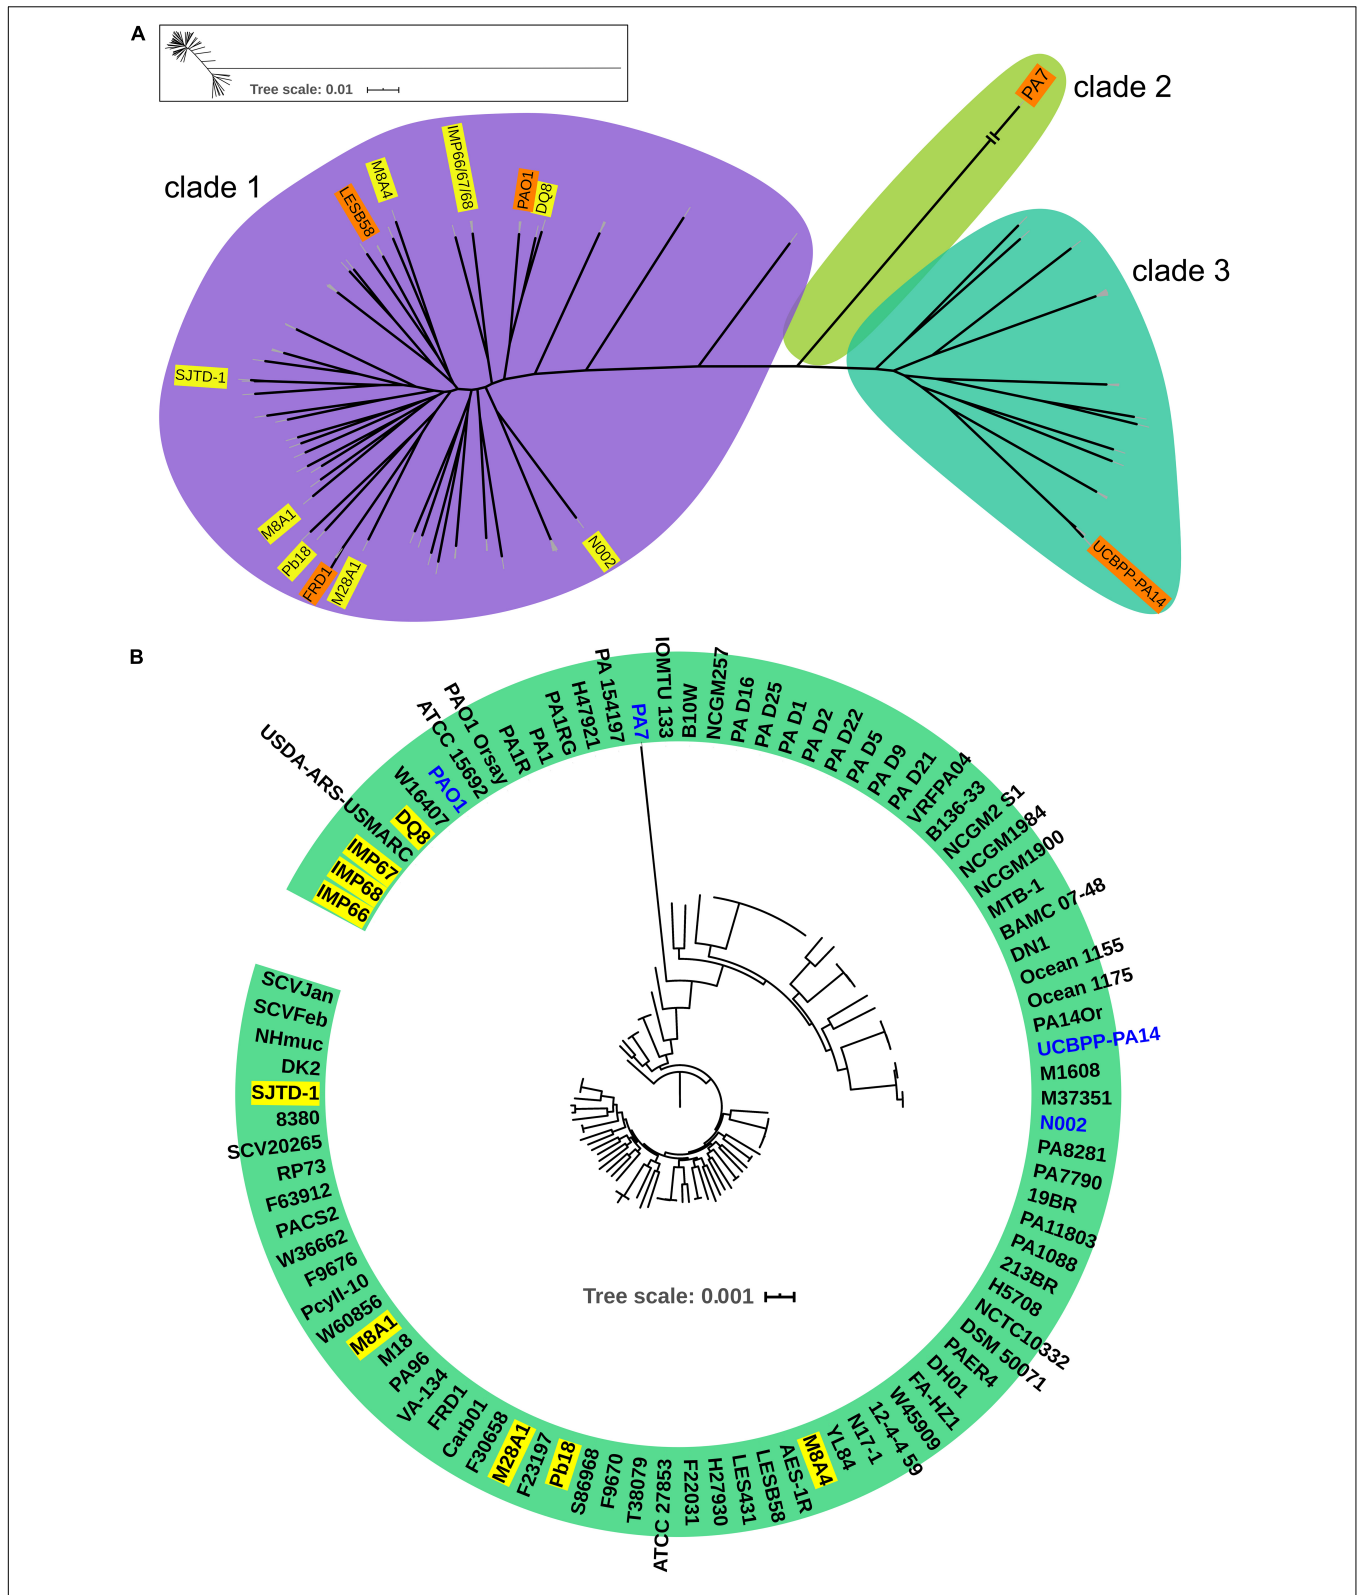 A
Tree scale: 0.01
clade 1
clade 2
clade 3
PA7
M8A4
LESB58
IMP66/67/68
PAO1
DQ8
SJTD-1
M8A1
Pb18
FRD1
M28A1
N002
UCBPP-PA14
B
IMP66
IMP68
IMP67
USDA-ARS-USMARC
DQ8
W16407
PAO1
ATCC 15692
PAO1 Orsay
PA1R
PA1
PA1RG
H47921
PA 154197
PA7
IOMTU 133
B10W
NCGM257
PA D16
PA D25
PA D1
PA D2
PA D22
PA D5
PA D9
PA D21
VRFPA04
B136-33
NCGM2 S1
NCGM1984
NCGM1900
MTB-1
BAMC 07-48
DN1
Ocean 1155
Ocean 1175
PA14Or
UCBPP-PA14
M1608
M37351
N002
PA8281
PA7790
19BR
PA11803
PA1088
213BR
H5708
NCTC10332
DSM 50071
PAER4
DH01
FA-HZ1
W45909
12-4-4 59
N17-1
YL84
M8A4
AES-1R
LESB58
LES431
H27930
F22031
ATCC 27853
T38079
F9670
S86968
Pb18
F23197
M28A1
F30658
Carb01
FRD1
VA-134
PA96
M18
M8A1
W60856
Pcyll-10
F9676
W36662
PACS2
F63912
RP73
SCV20265
8380
SJTD-1
DK2
NHmuc
SCVFeb
SCVJan
Tree scale: 0.001